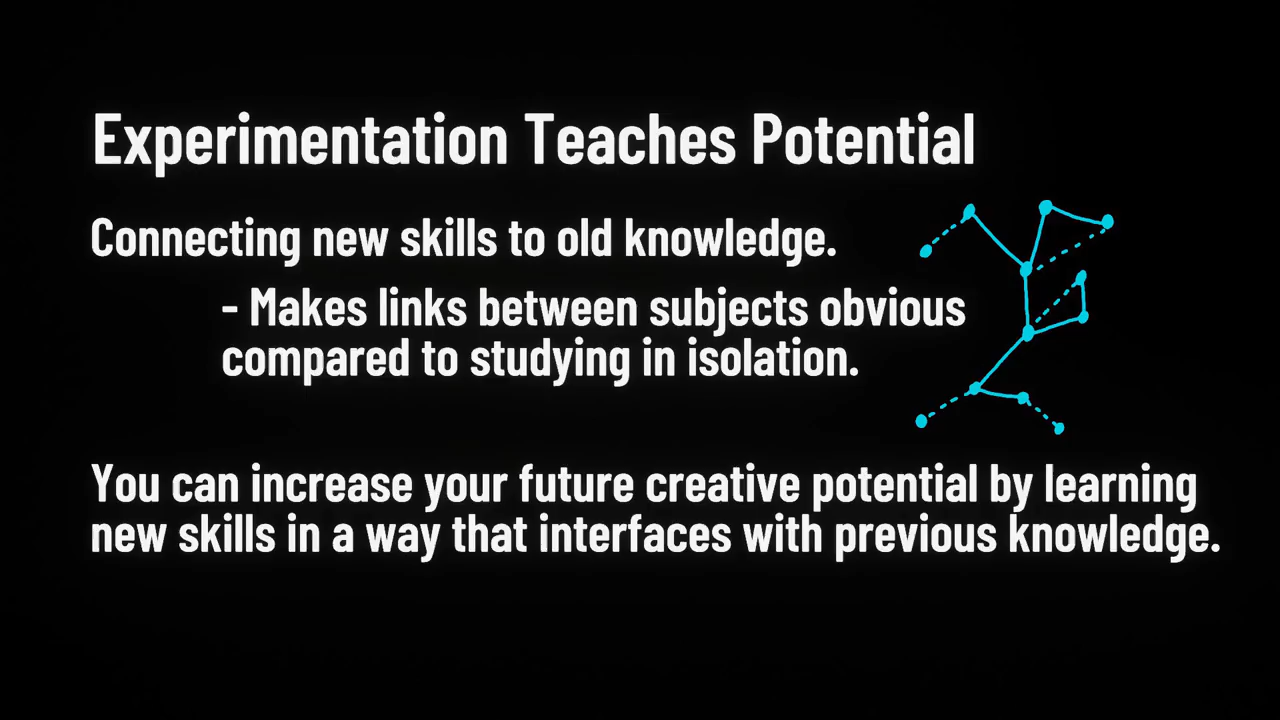 Experimentation Teaches Potential
Connecting new skills to old knowledge.
- Makes links between subjects obvious
compared to studying in isolation.
You can increase your future creative potential by learning
new skills in a way that interfaces with previous knowledge.